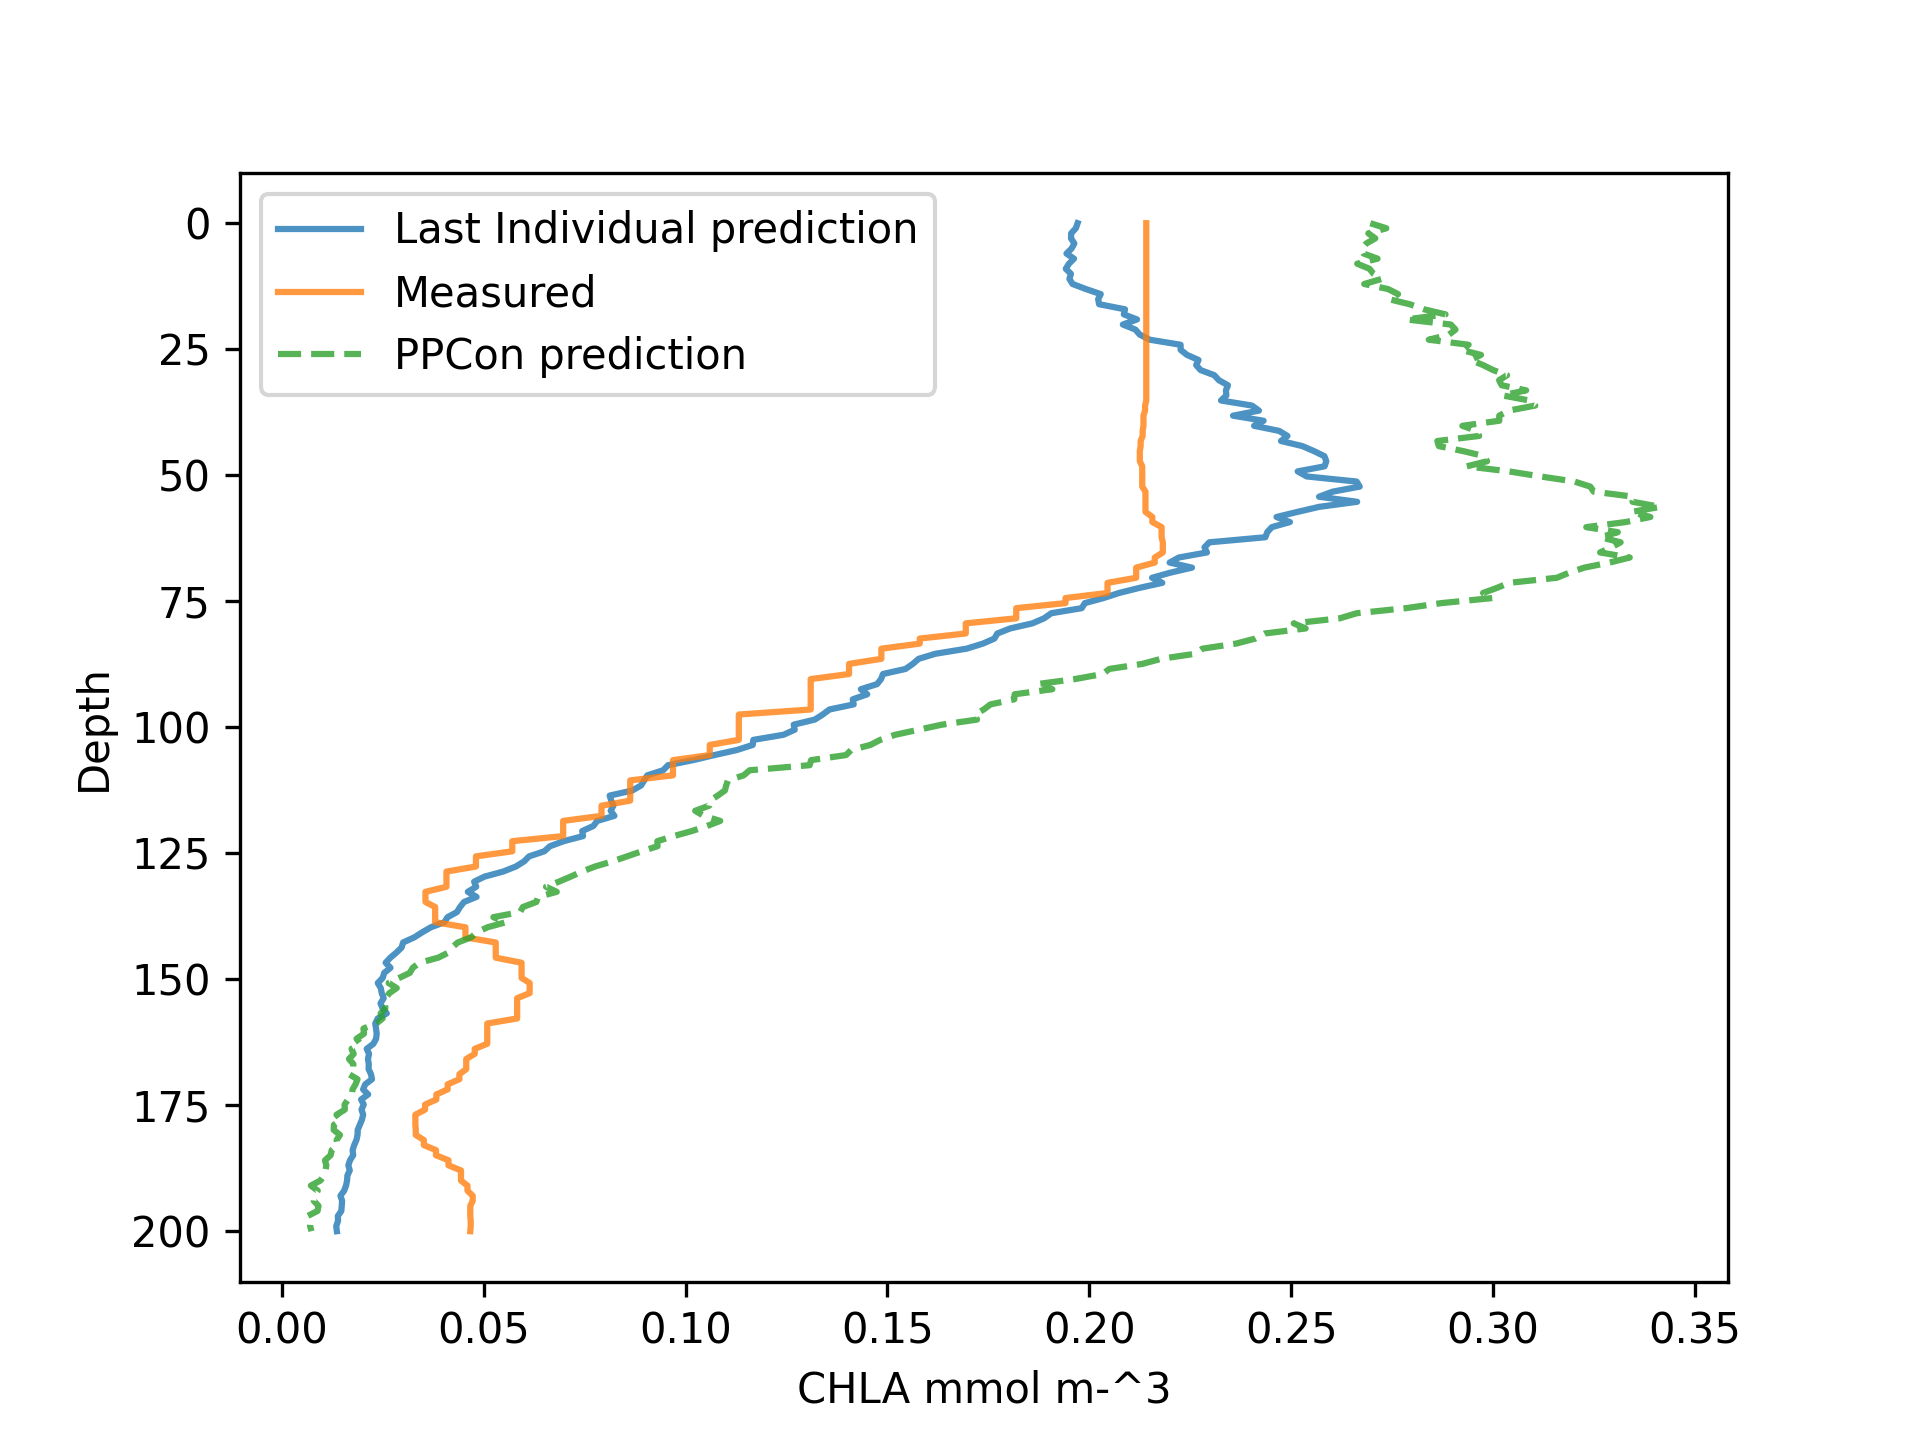 Last Individual prediction
Measured
PPCon prediction
0
25
50
75
100
125
150
175
200
Depth
0.00 0.05 0.10 0.15 0.20 0.25 0.30 0.35
CHLA mmol m-^3